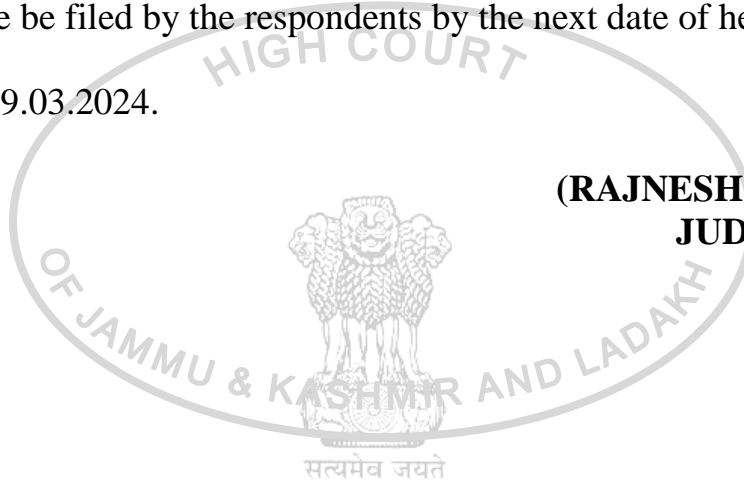 e be filed by the respondents by the next date of he
9.03.2024.
(RAJNESH
JUD
HIGH COURT
OF JAMMU & KASHMIR AND LADAKH
सत्यमेव जयते